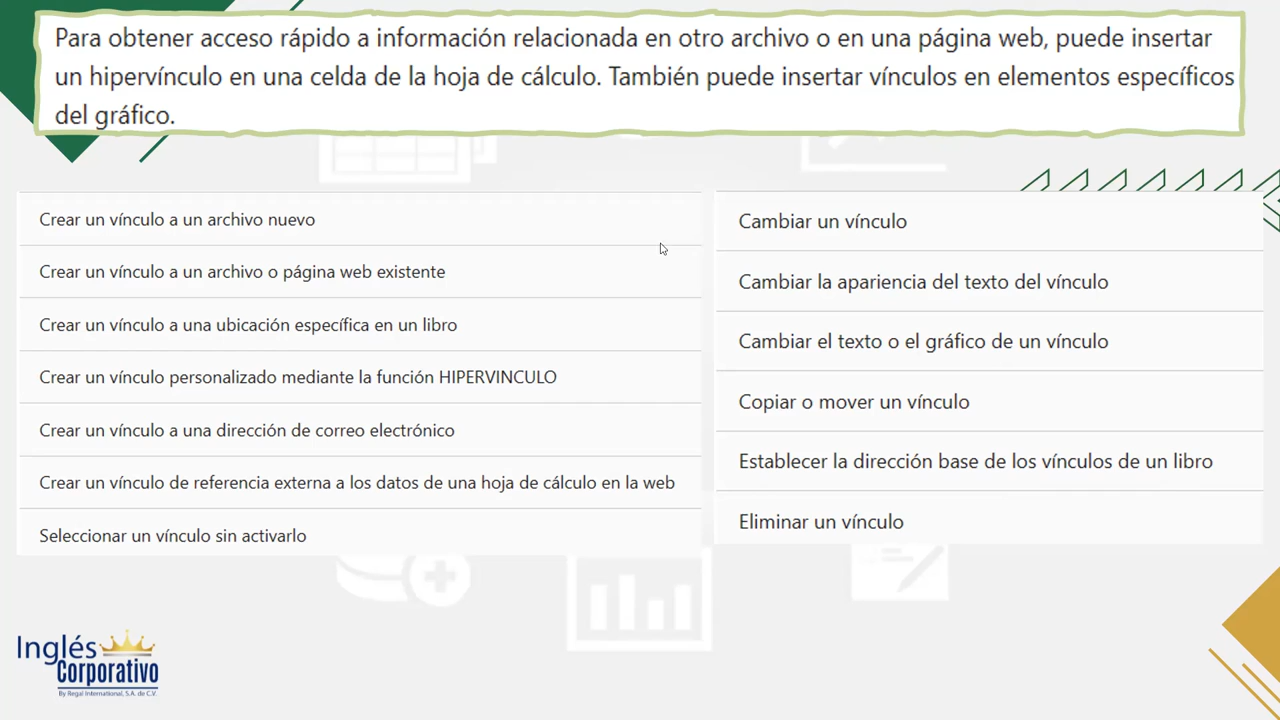 Para obtener acceso rápido a información relacionada en otro archivo o en una página web, puede insertar
un hipervínculo en una celda de la hoja de cálculo. También puede insertar vínculos en elementos específicos
del gráfico.
Crear un vínculo a un archivo nuevo
Crear un vínculo a un archivo o página web existente
Crear un vínculo a una ubicación específica en un libro
Crear un vínculo personalizado mediante la función HIPERVINCULO
Crear un vínculo a una dirección de correo electrónico
Crear un vínculo de referencia externa a los datos de una hoja de cálculo en la web
Seleccionar un vínculo sin activarlo
Cambiar un vínculo
Cambiar la apariencia del texto del vínculo
Cambiar el texto o el gráfico de un vínculo
Copiar o mover un vínculo
Establecer la dirección base de los vínculos de un libro
Eliminar un vínculo
Inglés
Corporativo
By Regal International, S.A. de C.V.